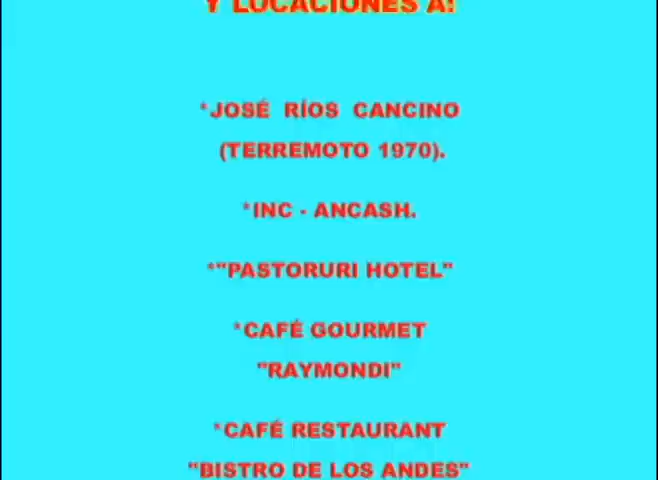 Y LOCACIONES A:
*JOSÉ RÍOS CANCINO
(TERREMOTO 1970).
*INC - ANCASH.
*"PASTORURI HOTEL"
*CAFÉ GOURMET
"RAYMONDI"
*CAFÉ RESTAURANT
"BISTRO DE LOS ANDES"